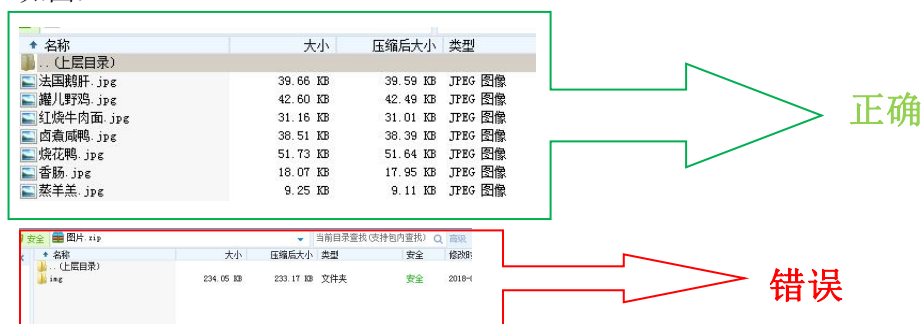 名称 大小 压缩后大小 类型
..（上层目录）
法国鹅肝.jpg 39.66 KB 39.59 KB JPEG 图像
罐儿野鸡.jpg 42.60 KB 42.49 KB JPEG 图像
红烧牛肉面.jpg 31.16 KB 31.01 KB JPEG 图像
卤煮咸鸭.jpg 38.51 KB 38.39 KB JPEG 图像
烧花鸭.jpg 51.73 KB 51.64 KB JPEG 图像
香肠.jpg 18.07 KB 17.95 KB JPEG 图像
蒸羊羔.jpg 9.25 KB 9.11 KB JPEG 图像
正确
安全 图片.zip 当前目录查找(支持包内查找) 高级
名称 大小 压缩后大小 类型 安全
..（上层目录）
img 234.05 KB 233.17 KB 文件夹 安全 2018-
错误